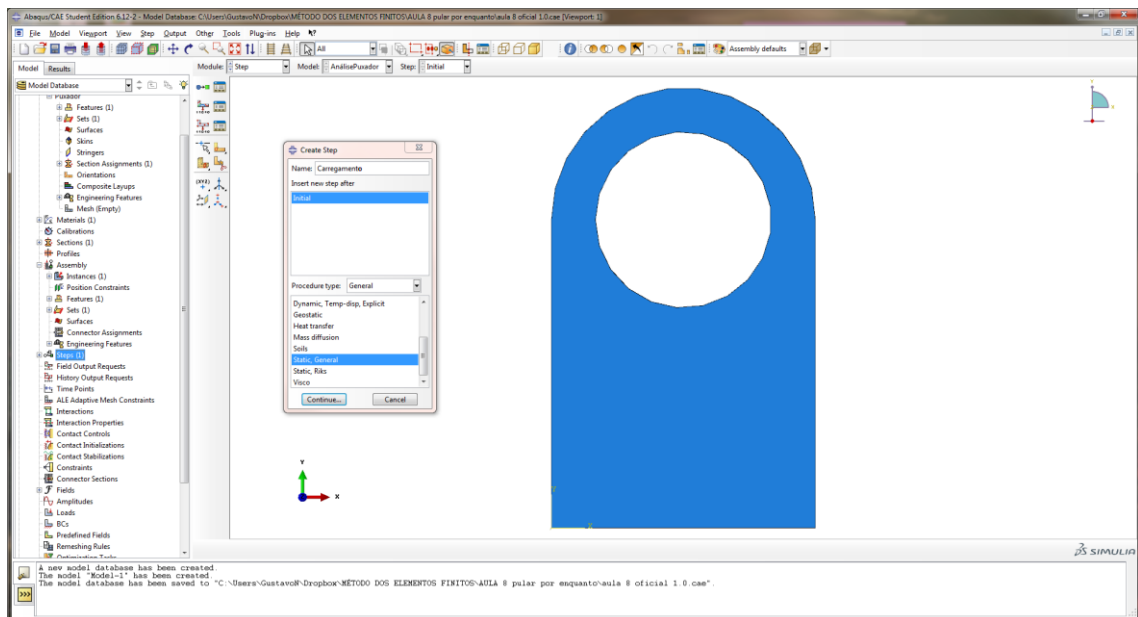 Abaqus/CAE Student Edition 6.12-2 - Model Database: C:\Users\GustavoN\Dropbox\MÉTODO DOS ELEMENTOS FINITOS\AULA 8 pular por enquanto\aula 8 oficial 1.0.cae [Viewport: 1]
File Model Viewport View Step Output Other Tools Plug-ins Help
All
Assembly defaults
Model Results
Module: Step Model: AnálisePuxador Step: Initial
Model Database
Puxador
Features (1)
Sets (1)
Surfaces
Skins
Stringers
Section Assignments (1)
Orientations
Composite Layups
Engineering Features
Mesh (Empty)
Materials (1)
Calibrations
Sections (1)
Profiles
Assembly
Instances (1)
Position Constraints
Features (1)
Sets (1)
Surfaces
Connector Assignments
Engineering Features
Steps (1)
Field Output Requests
History Output Requests
Time Points
ALE Adaptive Mesh Constraints
Interactions
Interaction Properties
Contact Controls
Contact Initializations
Contact Stabilizations
Constraints
Connector Sections
Fields
Amplitudes
Loads
BCs
Predefined Fields
Remeshing Rules
Optimization Tasks
Create Step
Name: Carregamento
Insert new step after
Initial
Procedure type: General
Dynamic, Temp-disp, Explicit
Geostatic
Heat transfer
Mass diffusion
Soils
Static, General
Static, Riks
Visco
Continue...
Cancel
Y
X
Y
X
SIMULIA
A new model database has been created.
The model "Model-1" has been created.
The model database has been saved to "C:\Users\GustavoN\Dropbox\MÉTODO DOS ELEMENTOS FINITOS\AULA 8 pular por enquanto\aula 8 oficial 1.0.cae".